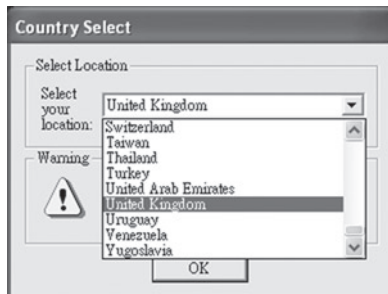 Country Select
Select Location
Select
your
location:
United Kingdom
Switzerland
Taiwan
Thailand
Turkey
United Arab Emirates
United Kingdom
Uruguay
Venezuela
Yugoslavia
Warning
OK